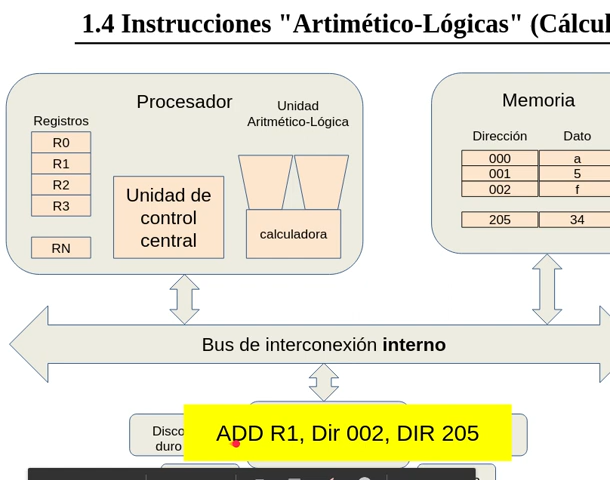 1.4 Instrucciones "Artimético-Lógicas" (Cálcul
Procesador
Registros
R0
R1
R2
R3
RN
Unidad de
control
central
Unidad
Aritmético-Lógica
calculadora
Memoria
Dirección Dato
000 a
001 5
002 f
205 34
Bus de interconexión interno
Disco
duro
ADD R1, Dir 002, DIR 205